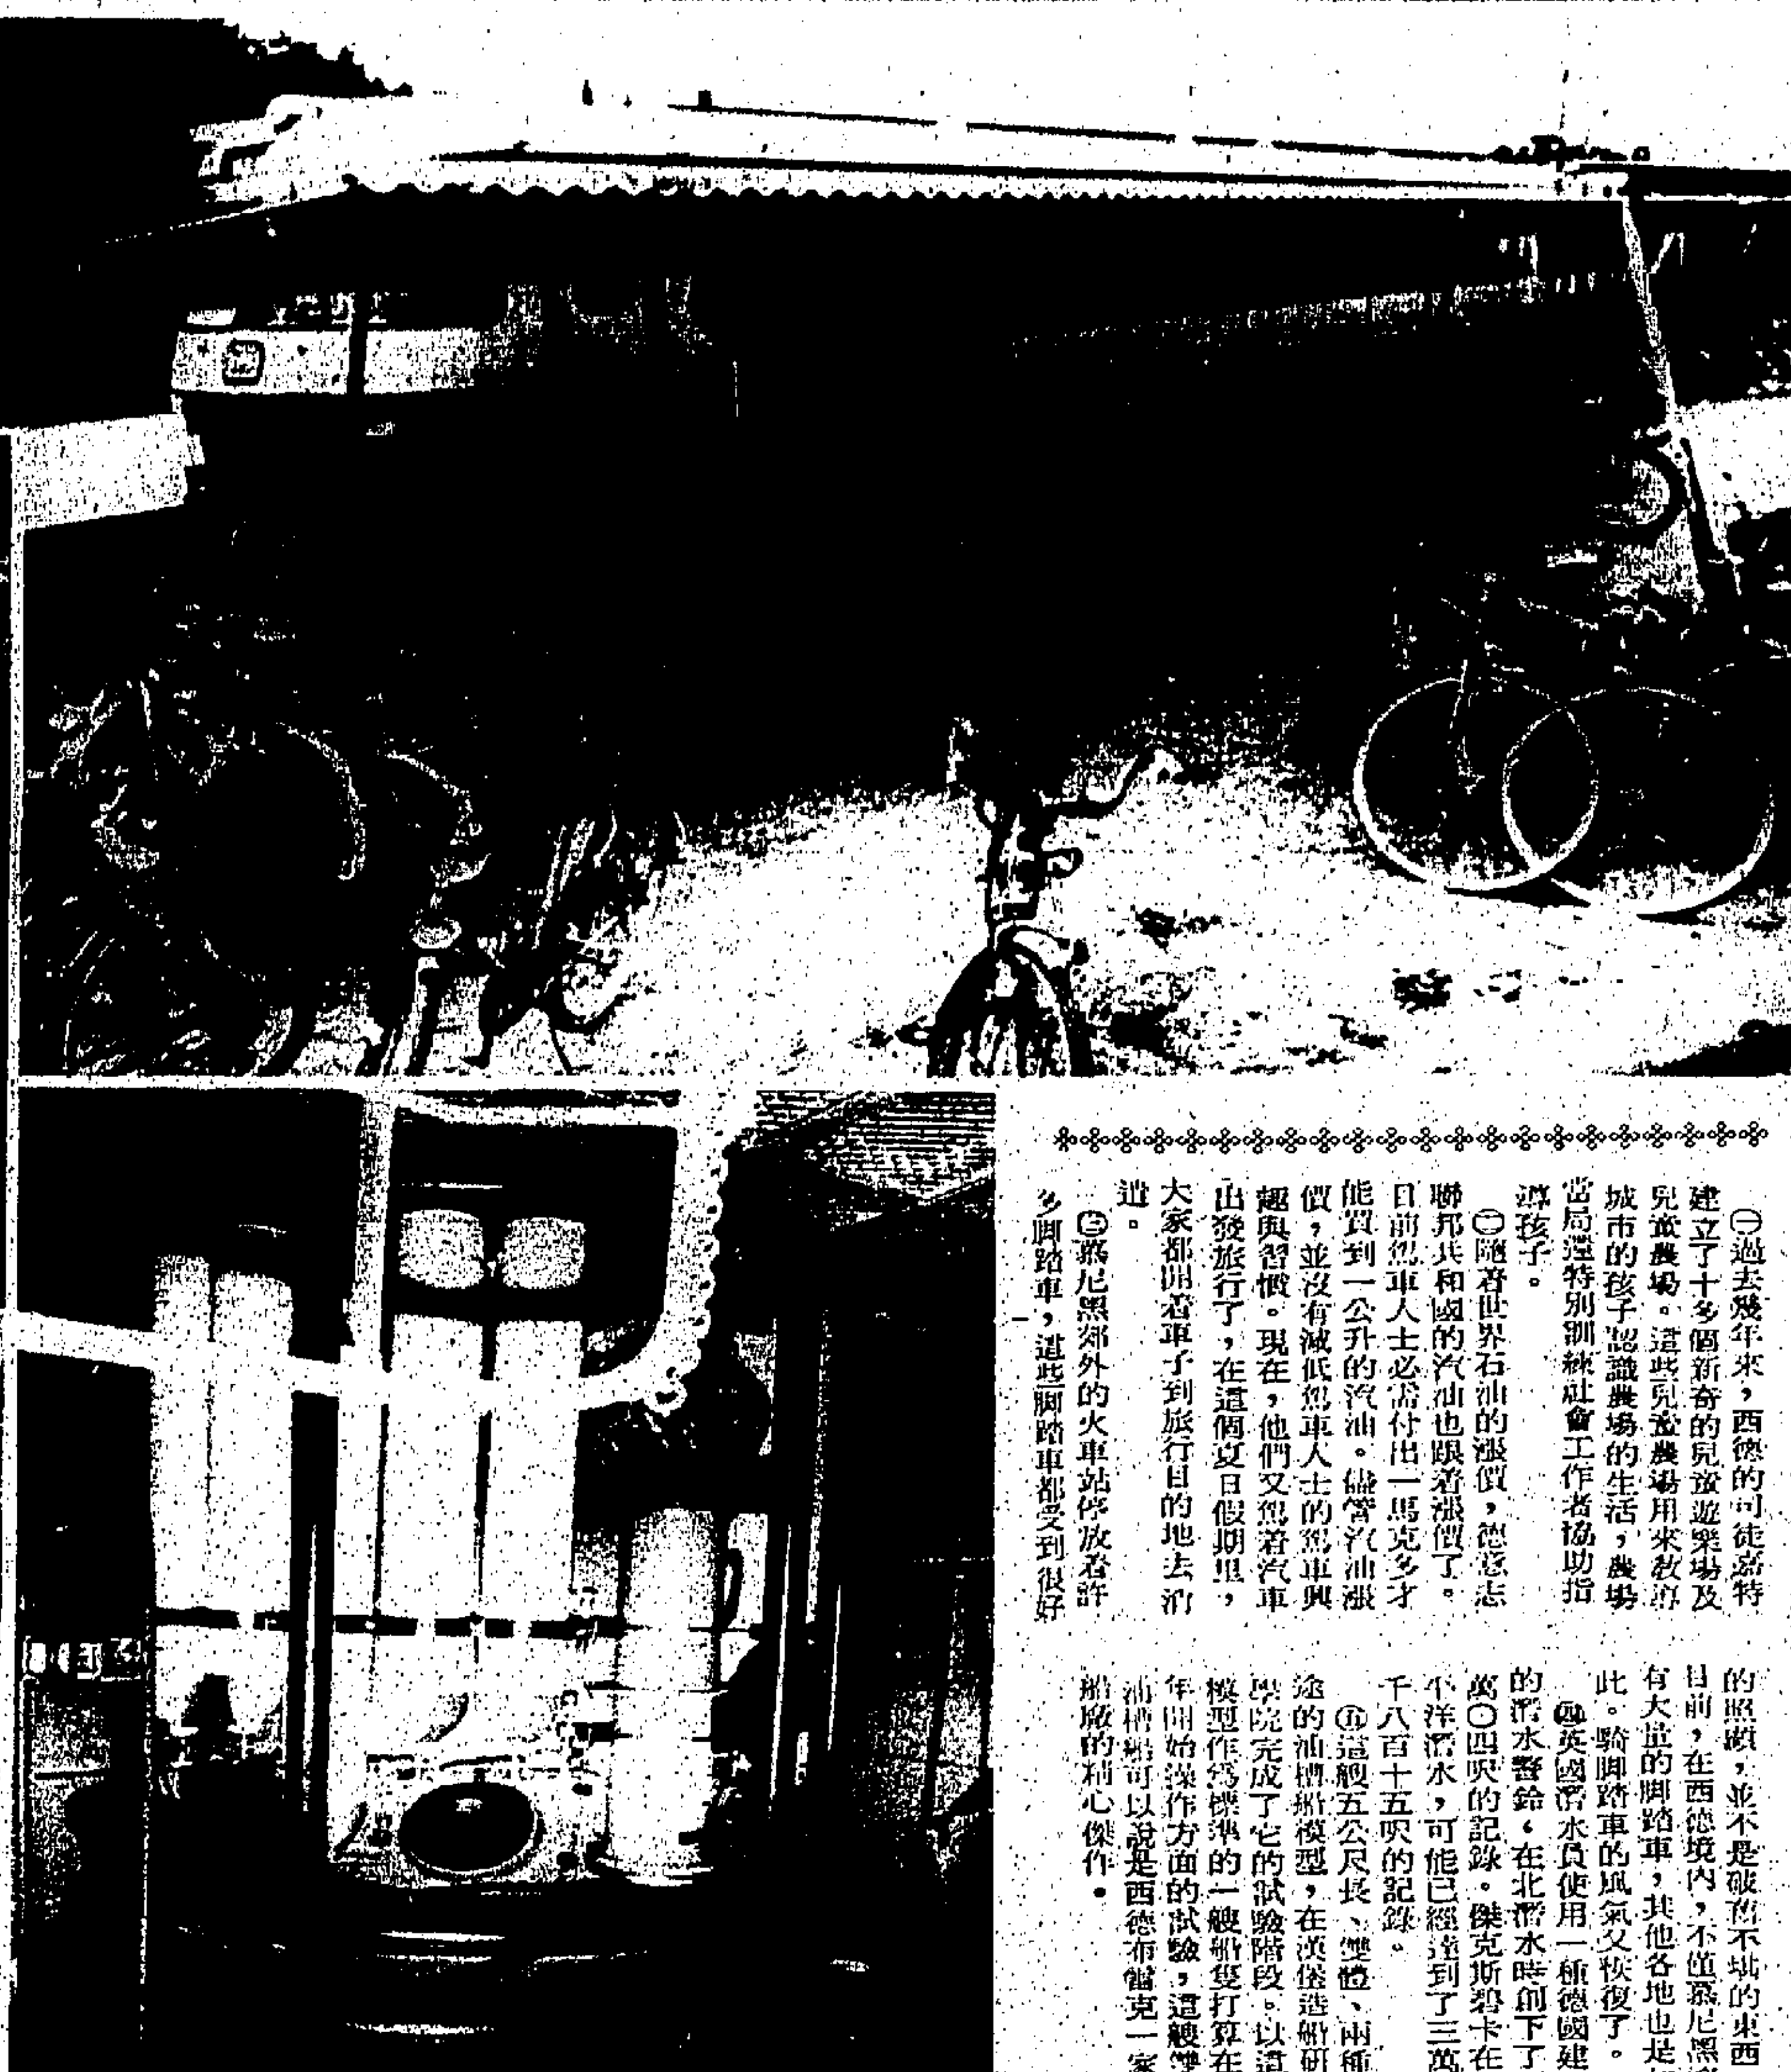 ㊀過去幾年來，西德的司徒嘉特
建立了十多個新奇的兒童遊樂場及
兒童農場。這些兒童農場用來教導
城市的孩子認識農場的生活，農場
當局還特別訓練社會工作者協助指
導孩子。
㊁隨着世界石油的漲價，德意志
聯邦共和國的汽油也跟着漲價了。
目前駕車人士必需付出一馬克多才
能買到一公升的汽油。儘管汽油漲
價，並沒有減低駕車人士的駕車興
趣與習慣。現在，他們又駕着汽車
出發旅行了，在這個夏日假期里，
大家都開着車子到旅行目的地去消
遣。
㊂慕尼黑郊外的火車站停放着許
多脚踏車，這些脚踏車都受到很好
的照顧，並不是破舊不堪的東西
目前，在西德境內，不僅慕尼黑
有大量的脚踏車，其他各地也是
此。騎脚踏車的風氣又恢復了。
㊃英國潛水員使用一種德國建
的潛水警鈴，在北潛水時創下了
萬〇四呎的記錄。傑克斯碧卡在
不洋潛水，可能已經達到了三萬
千八百十五呎的記錄。
㊄這艘五公尺長、雙體、兩種
途的油槽船模型，在漢堡造船研
學院完成了它的試驗階段。以這
模型作爲標準的一艘船隻打算在
年開始操作方面的試驗，這艘雙
油槽船可以說是西德布雷克一家
船廠的精心傑作。